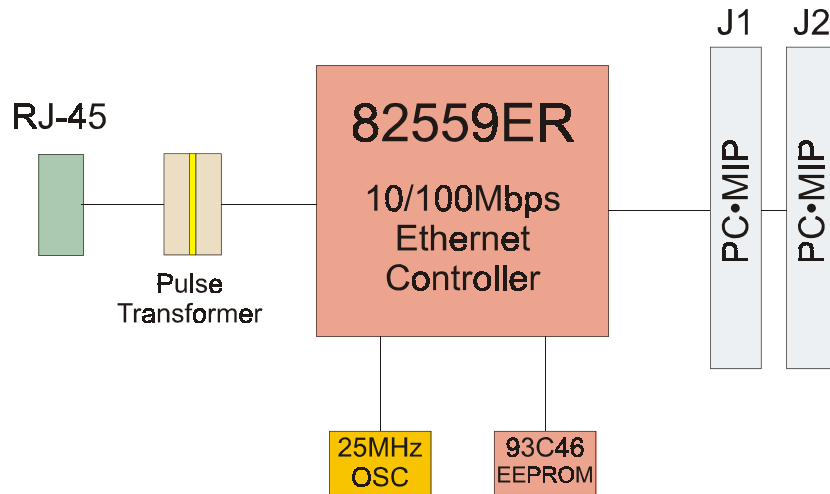 J1
J2
RJ-45
82559ER
10/100Mbps
Ethernet
Controller
PC•MIP
PC•MIP
Pulse
Transformer
25MHz
OSC
93C46
EEPROM